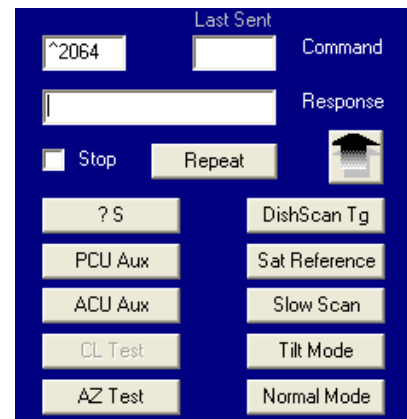 Last Sent
^2064 Command
Response
Stop Repeat
? S DishScan Tg
PCU Aux Sat Reference
ACU Aux Slow Scan
CL Test Tilt Mode
AZ Test Normal Mode